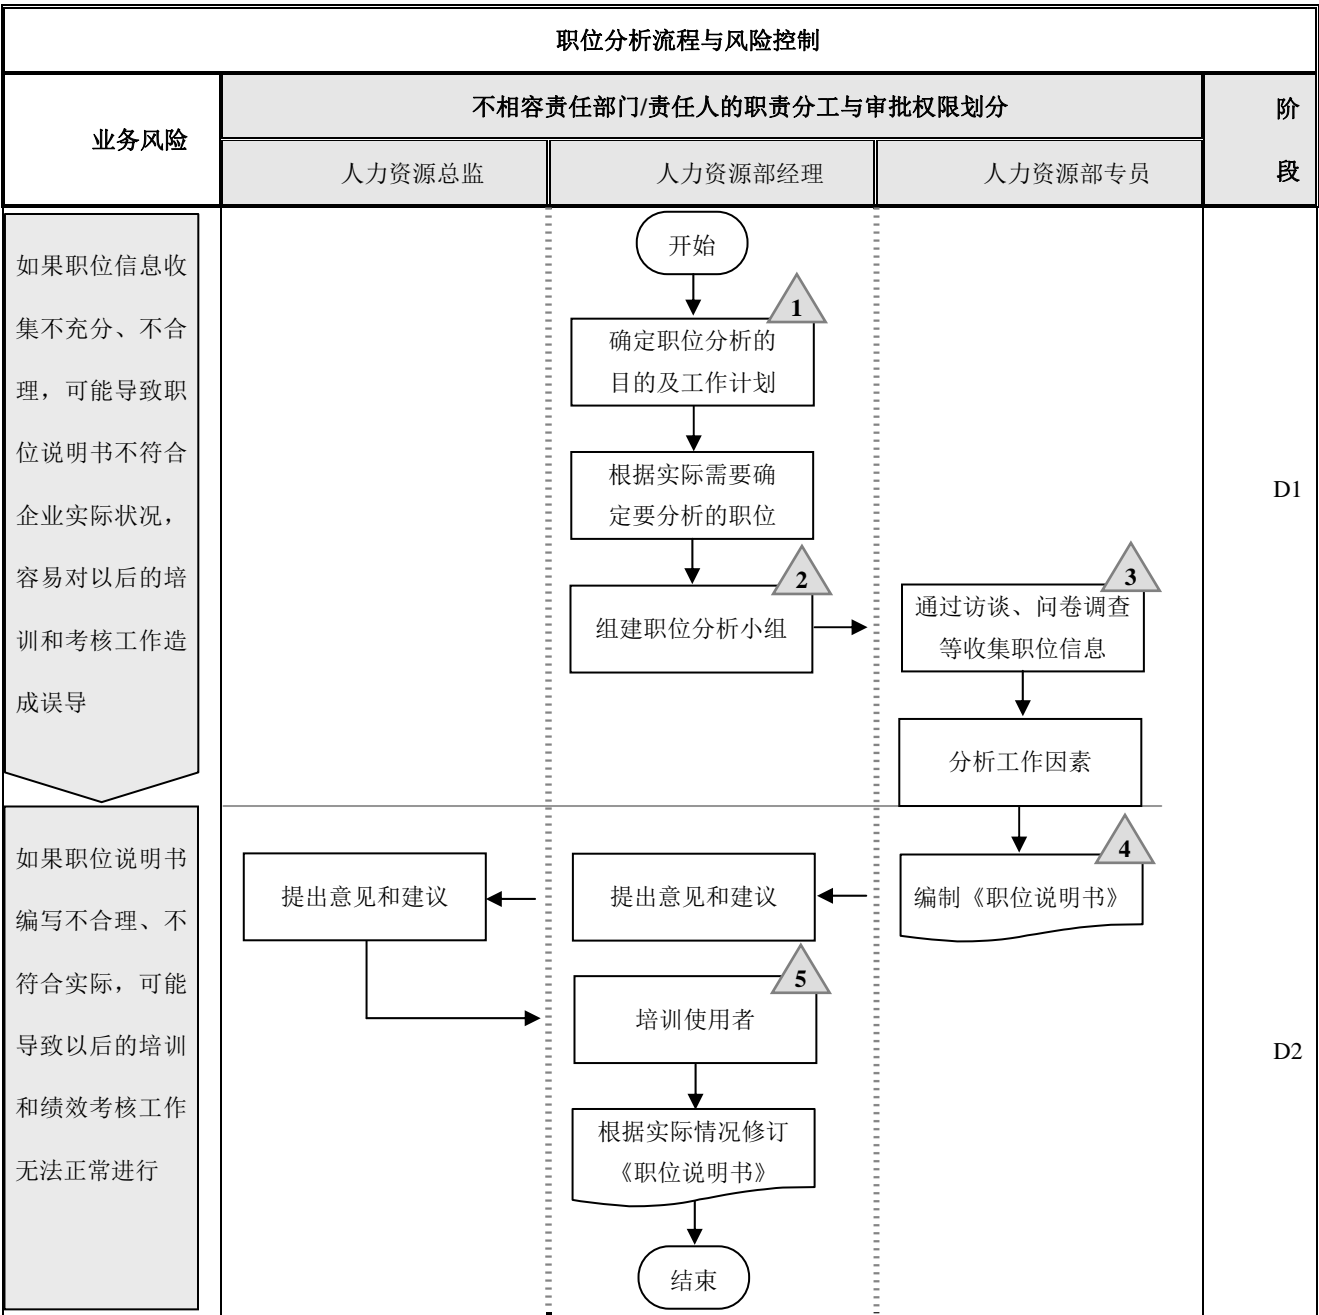 职位分析流程与风险控制
业务风险
不相容责任部门/责任人的职责分工与审批权限划分
阶
段
人力资源总监
人力资源部经理
人力资源部专员
如果职位信息收
集不充分、不合
理，可能导致职
位说明书不符合
企业实际状况，
容易对以后的培
训和考核工作造
成误导
开始
1
确定职位分析的
目的及工作计划
根据实际需要确
定要分析的职位
2
组建职位分析小组
3
通过访谈、问卷调查
等收集职位信息
分析工作因素
D1
如果职位说明书
编写不合理、不
符合实际，可能
导致以后的培训
和绩效考核工作
无法正常进行
4
编制《职位说明书》
提出意见和建议
提出意见和建议
5
培训使用者
根据实际情况修订
《职位说明书》
结束
D2